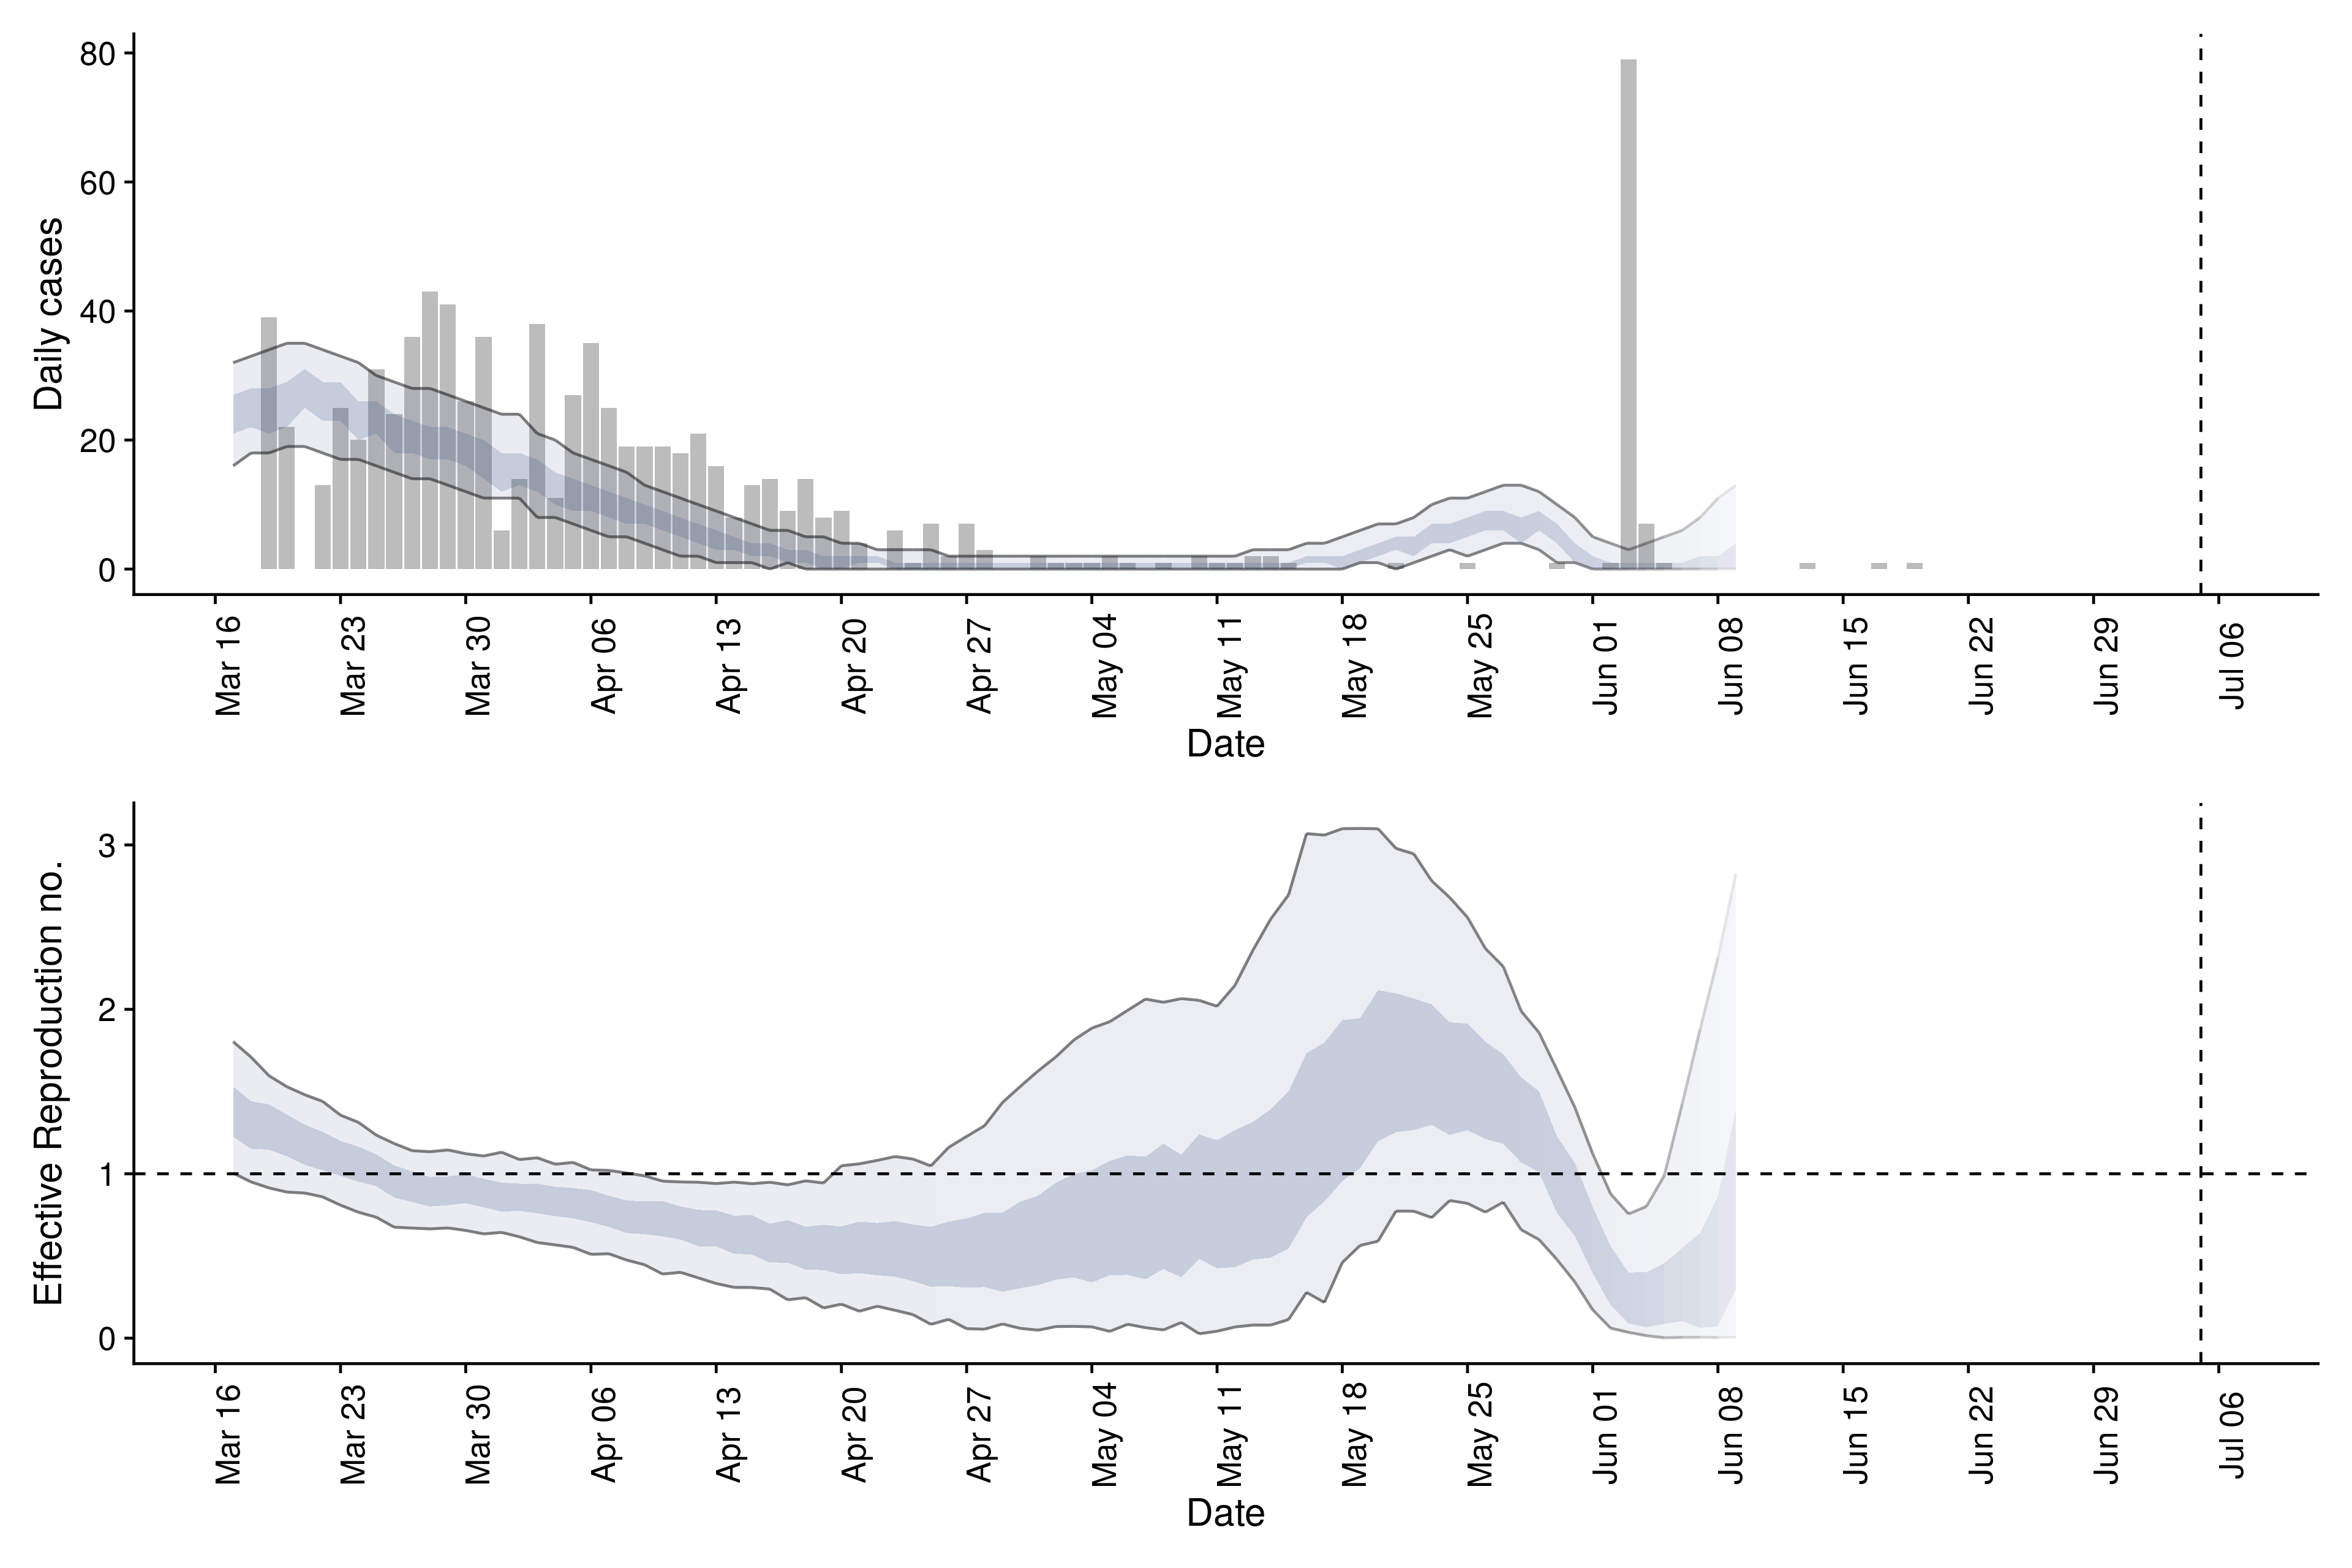 Daily cases
80
60
40
20
0
Mar 16
Mar 23
Mar 30
Apr 06
Apr 13
Apr 20
Apr 27
May 04
May 11
May 18
May 25
Jun 01
Jun 08
Jun 15
Jun 22
Jun 29
Jul 06
Date
Effective Reproduction no.
3
2
1
0
Mar 16
Mar 23
Mar 30
Apr 06
Apr 13
Apr 20
Apr 27
May 04
May 11
May 18
May 25
Jun 01
Jun 08
Jun 15
Jun 22
Jun 29
Jul 06
Date